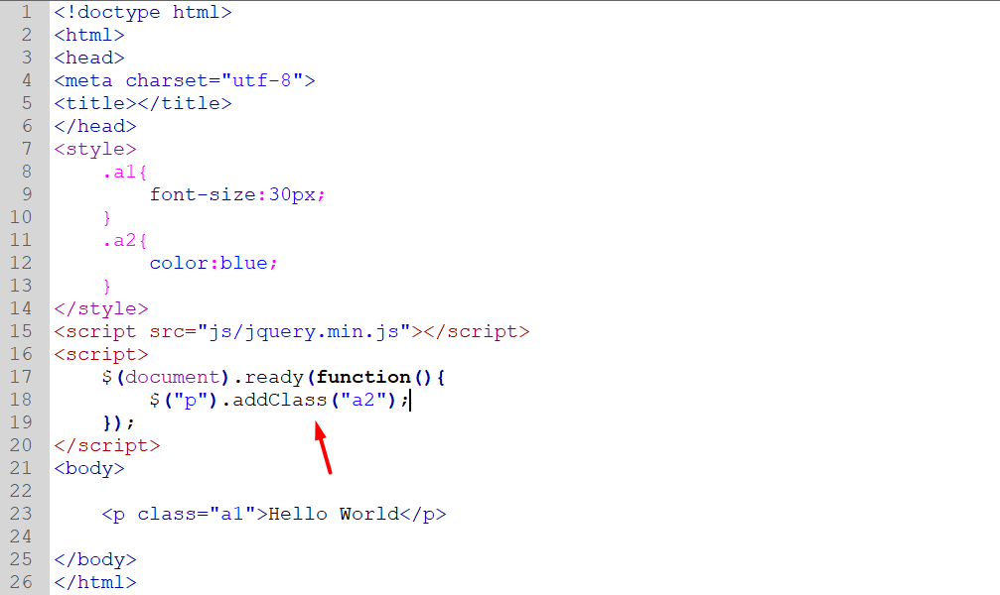 1 <!doctype html>
2 <html>
3 <head>
4 <meta charset="utf-8">
5 <title></title>
6 </head>
7 <style>
8     .a1{
9         font-size:30px;
10     }
11     .a2{
12         color:blue;
13     }
14 </style>
15 <script src="js/jquery.min.js"></script>
16 <script>
17     $(document).ready(function(){
18         $("p").addClass("a2");
19     });
20 </script>
21 <body>
22
23     <p class="a1">Hello World</p>
24
25 </body>
26 </html>